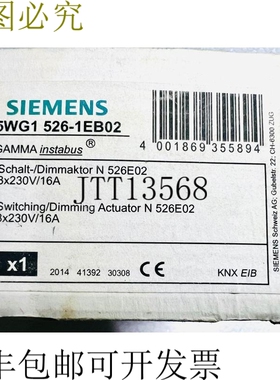 图必究
SIEMENS
5WG1 526-1EB02
GAMMA instabus®
4 001869 355894
Schalt-/Dimmaktor N 526E02
8x230V/16A
JTT13568
Switching/Dimming Actuator N 526E02
8x230V/16A
x1
2014 41392 30308 CE
KNX EIB
SIEMENS Schweiz AG; Gubelstr. 22; CH-6300 ZUG
丰包邮可开发票